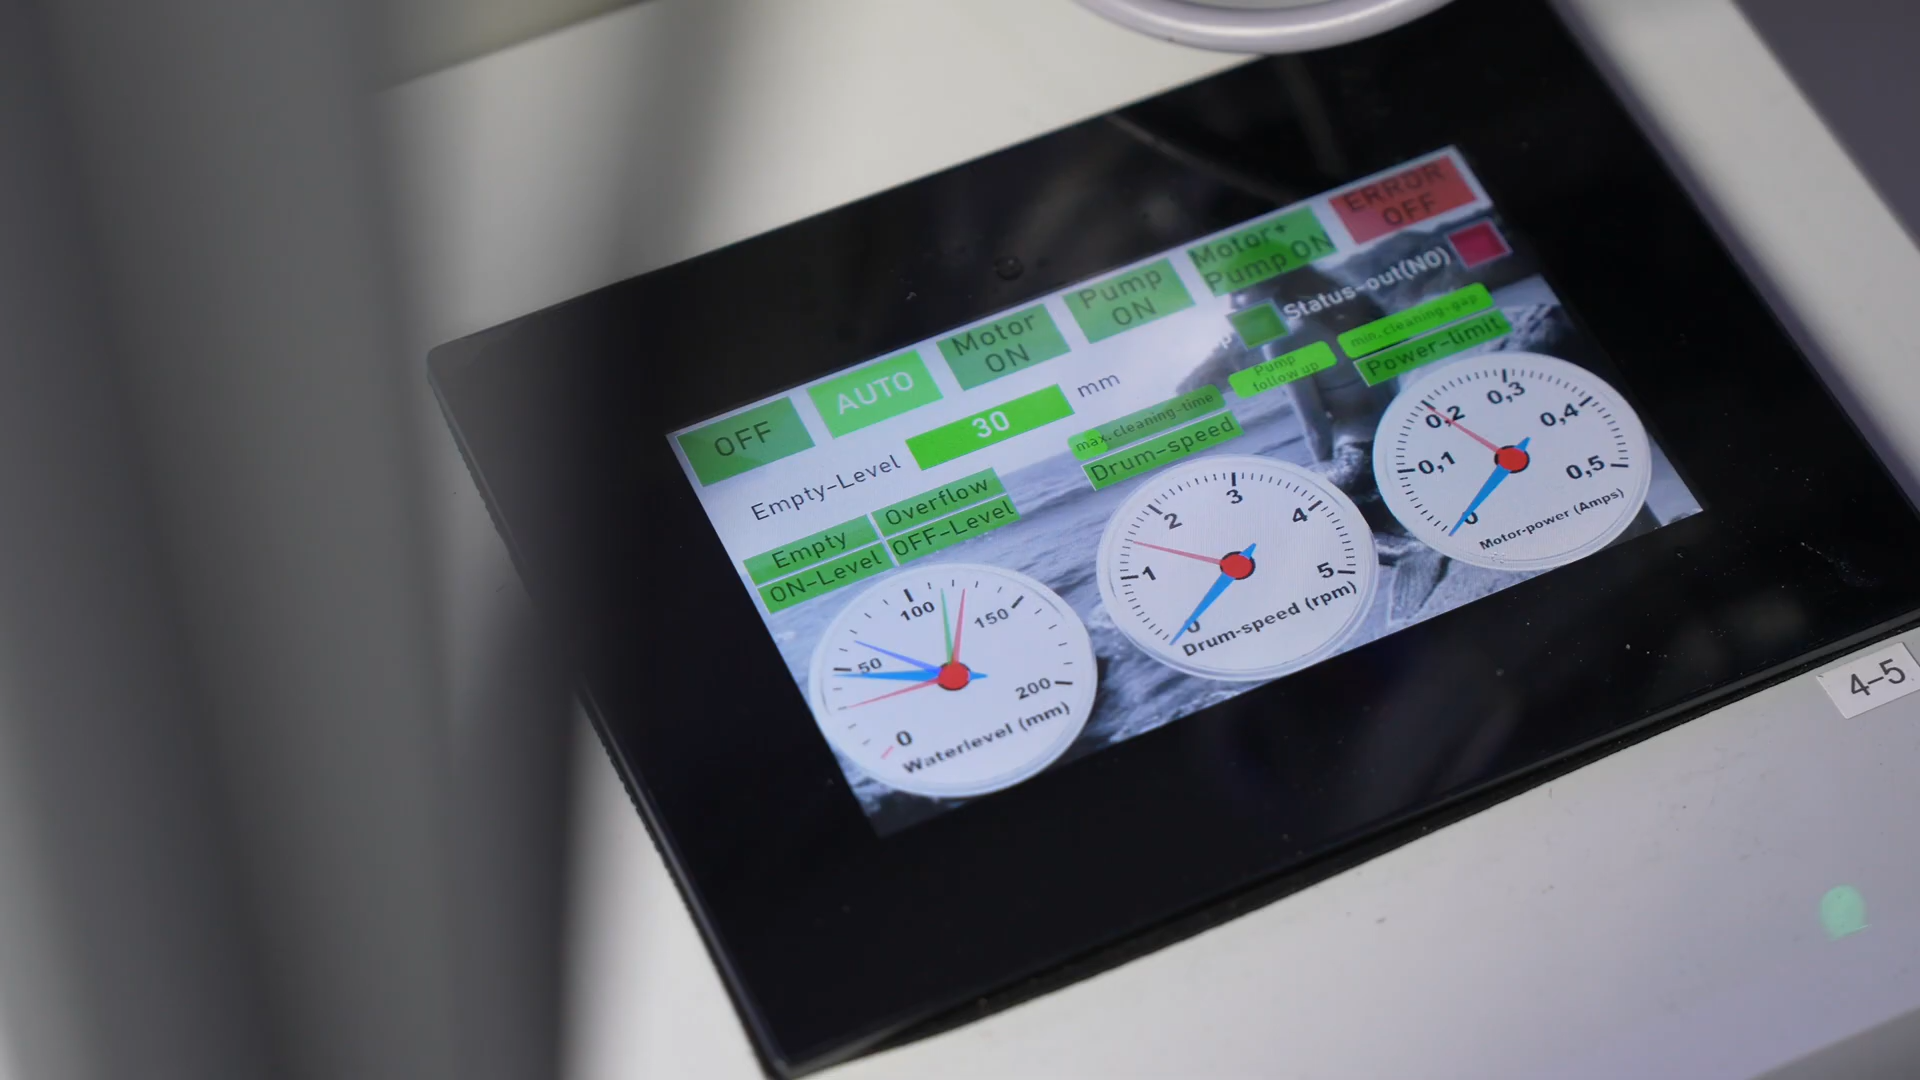 OFF
AUTO
Motor
ON
Pump
ON
Motor+
Pump ON
ERROR
OFF
Empty-Level
30
mm
Status-out(NO)
Empty
Overflow
ON-Level
OFF-Level
max.cleaning-time
Drum-speed
Pump
follow up
min.cleaning-gap
Power-limit
0
50
100
150
200
Waterlevel (mm)
0
1
2
3
4
5
Drum-speed (rpm)
0
0,1
0,2
0,3
0,4
0,5
Motor-power (Amps)
4-5